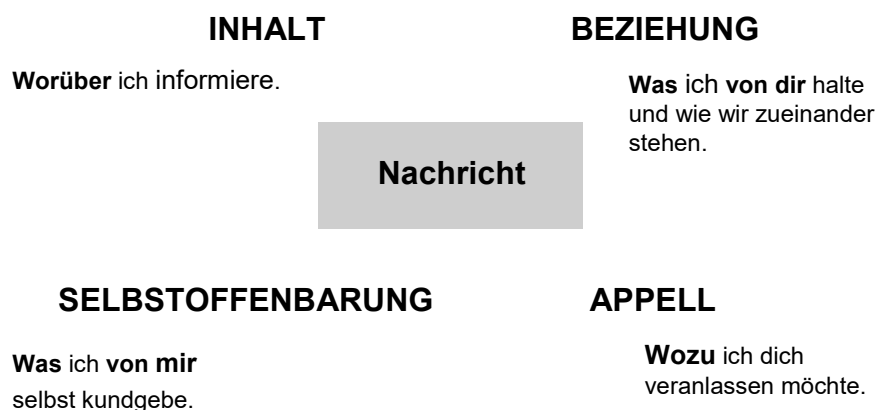 INHALT
BEZIEHUNG
Worüber ich informiere.
Was ich von dir halte
und wie wir zueinander
stehen.
Nachricht
SELBSTOFFENBARUNG
APPELL
Was ich von mir
selbst kundgebe.
Wozu ich dich
veranlassen möchte.